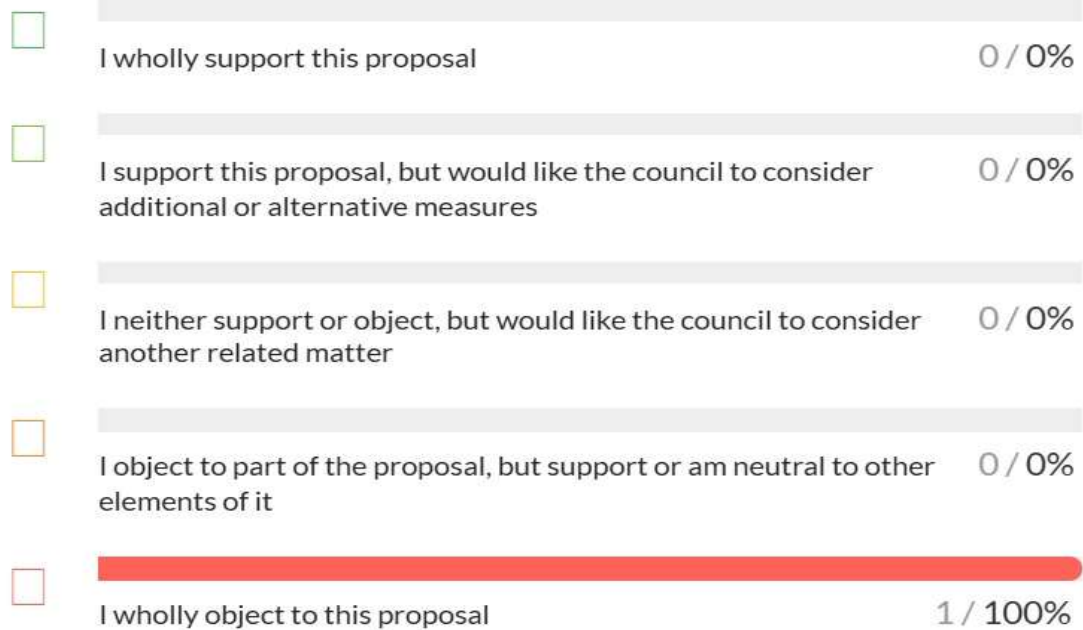 I wholly support this proposal 0 / 0%
I support this proposal, but would like the council to consider 0 / 0%
additional or alternative measures
I neither support or object, but would like the council to consider 0 / 0%
another related matter
I object to part of the proposal, but support or am neutral to other 0 / 0%
elements of it
I wholly object to this proposal 1 / 100%